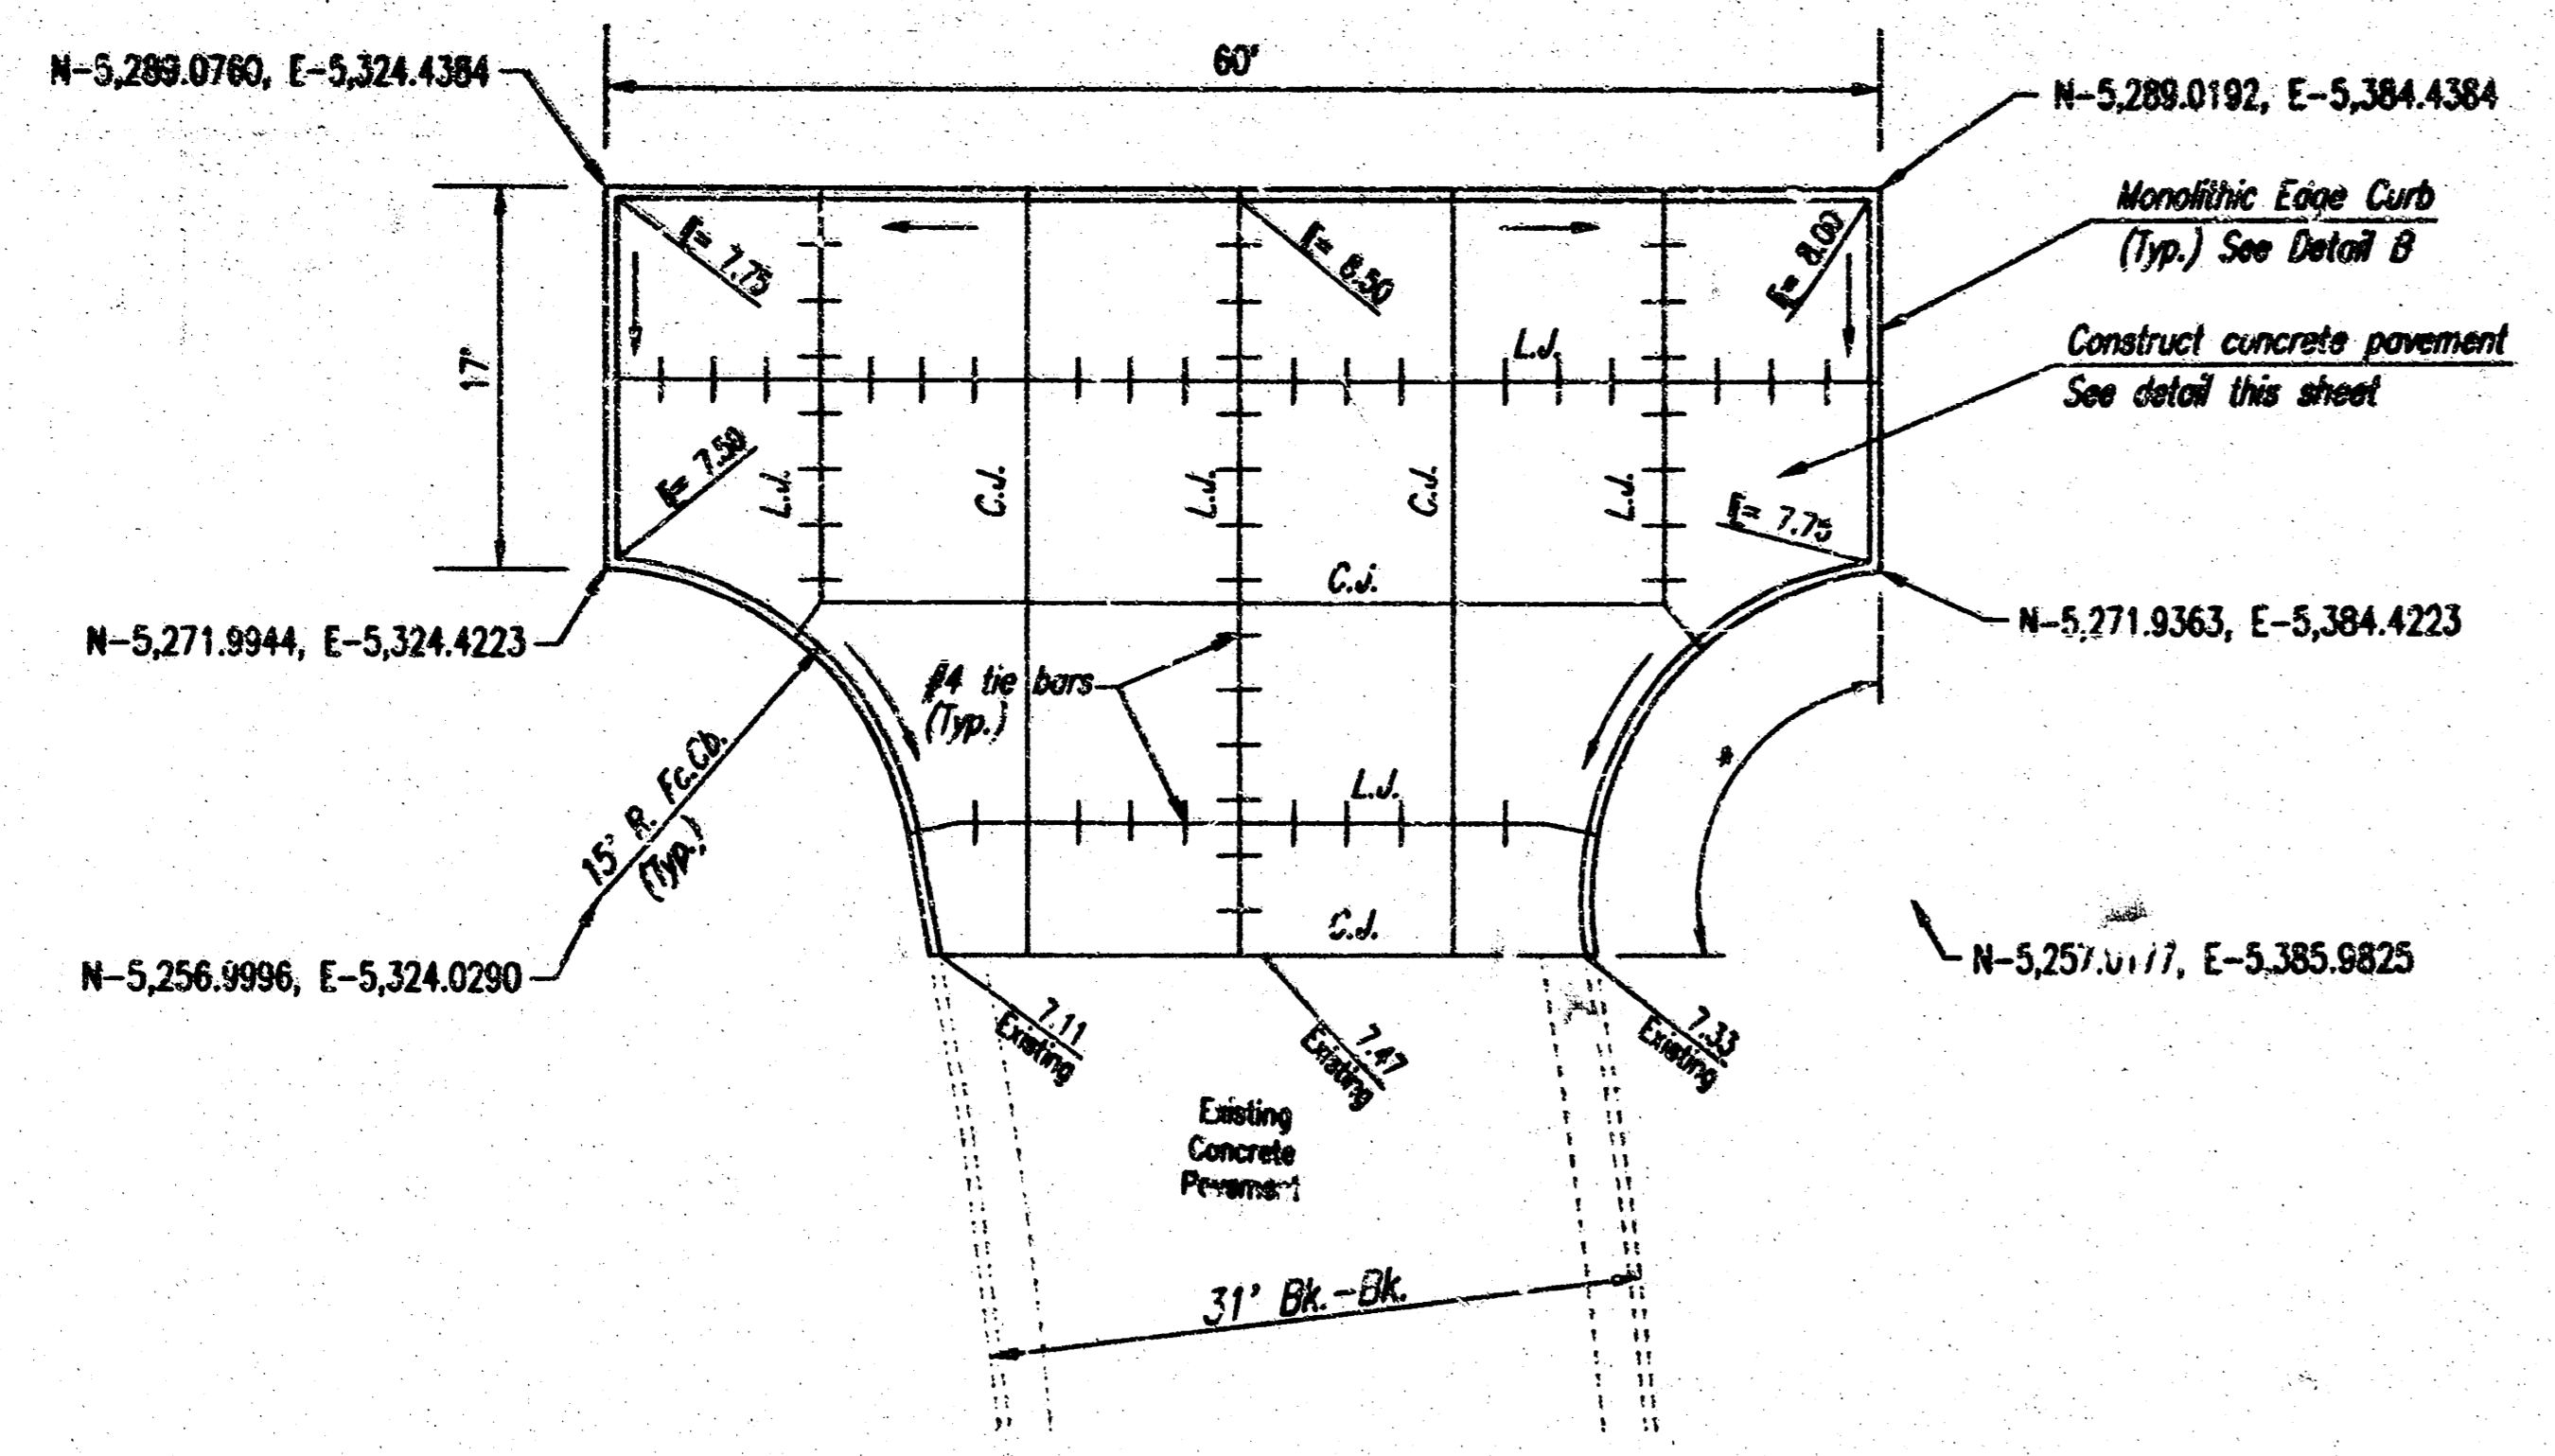 60'
N-5,289.0760, E-5,324.4384
N-5,289.0192, E-5,384.4384
Monolithic Edge Curb
(Typ.) See Detail B
E= 7.75
E= 8.50
E= 8.00
17'
L.J.
Construct concrete pavement
See detail this sheet
E= 7.50
L.J.
C.J.
L.J.
C.J.
L.J.
E= 7.75
C.J.
N-5,271.9944, E-5,324.4223
N-5,271.9363, E-5,384.4223
#4 tie bars
(Typ.)
*
L.J.
15' R. Fc.Cb.
(Typ.)
C.J.
N-5,256.9996, E-5,324.0290
E-5,385.9825
7.11
Existing
7.47
Existing
7.33
Existing
Existing
Concrete
Pavement
31' Bk.-Bk.